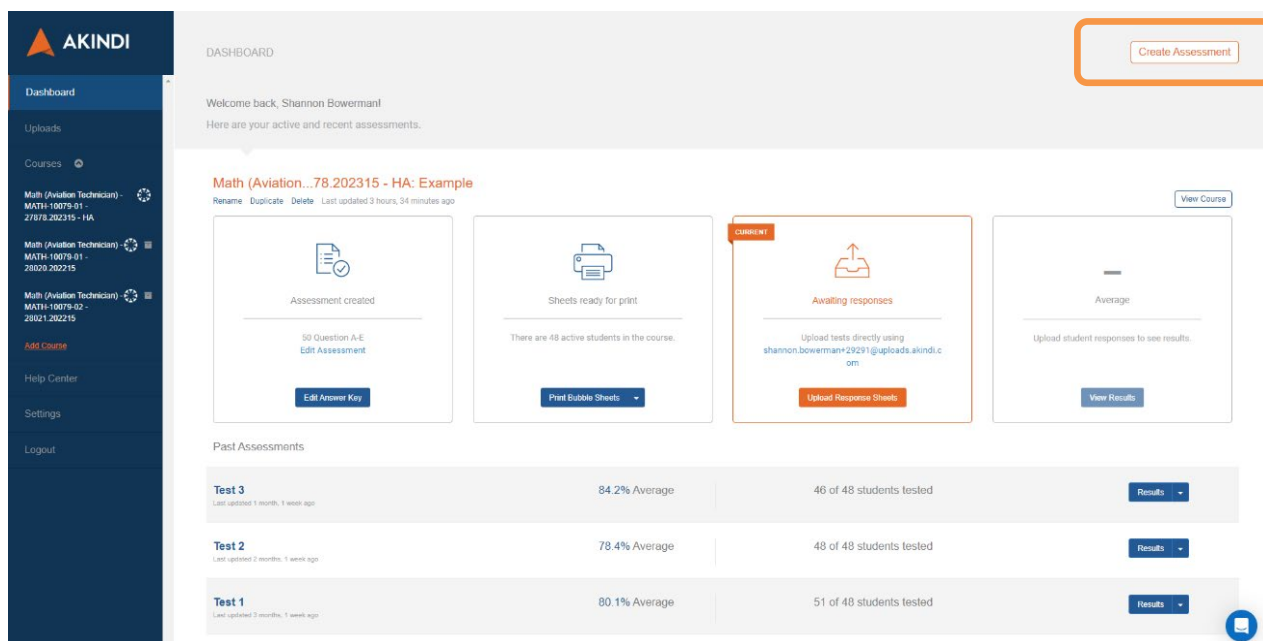 AKINDI
Dashboard
Uploads
Courses
Math (Aviation Technician) -
MATH-10079-01 -
27878.202315 - HA
Math (Aviation Technician) -
MATH-10079-01 -
28020.202215
Math (Aviation Technician) -
MATH-10079-02 -
28021.202215
Add Course
Help Center
Settings
Logout
DASHBOARD
Create Assessment
Welcome back, Shannon Bowerman!
Here are your active and recent assessments.
Math (Aviation...78.202315 - HA: Example
Rename Duplicate Delete Last updated 3 hours, 34 minutes ago
View Course
Assessment created
50 Question A-E
Edit Assessment
Edit Answer Key
Sheets ready for print
There are 48 active students in the course.
Print Bubble Sheets
CURRENT
Awaiting responses
Upload tests directly using
shannon.bowerman+29291@uploads.akindi.c
om
Upload Response Sheets
Average
Upload student responses to see results.
View Results
Past Assessments
Test 3 84.2% Average 46 of 48 students tested Results
Last updated 1 month, 1 week ago
Test 2 78.4% Average 48 of 48 students tested Results
Last updated 2 months, 1 week ago
Test 1 80.1% Average 51 of 48 students tested Results
Last updated 3 months, 1 week ago